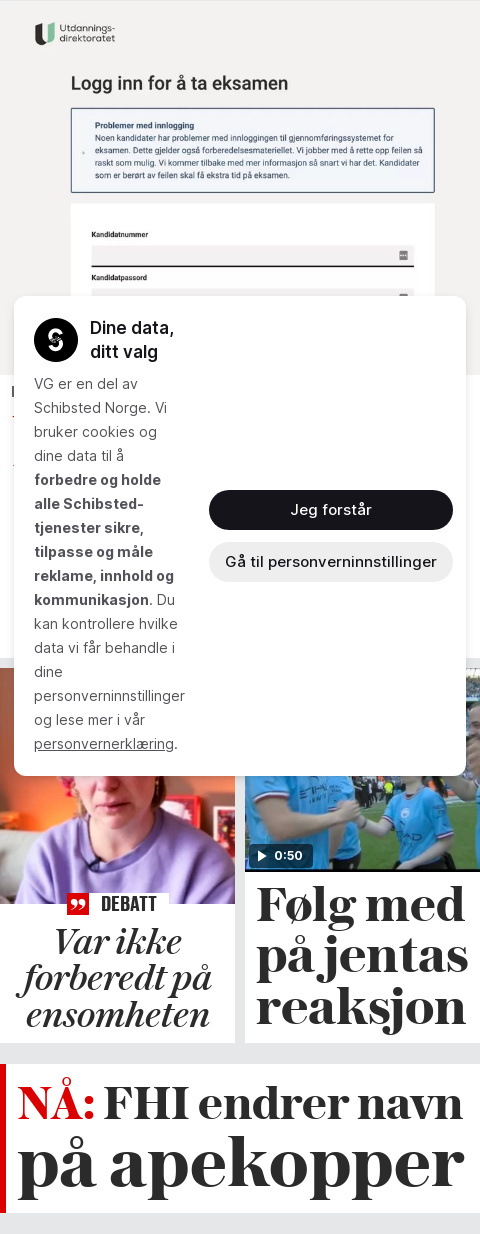 Utdannings-
direktoratet
Logg inn for å ta eksamen
Problemer med innlogging
Noen kandidater har problemer med innloggingen til gjennomføringssystemet for
eksamen. Dette gjelder også forberedelsesmateriellet. Vi jobber med å rette opp feilen så
raskt som mulig. Vi kommer tilbake med mer informasjon så snart vi har det. Kandidater
som er berørt av feilen skal få ekstra tid på eksamen.
Kandidatnummer
Kandidatpassord
Dine data,
ditt valg
VG er en del av
Schibsted Norge. Vi
bruker cookies og
dine data til å
forbedre og holde
alle Schibsted-
tjenester sikre,
tilpasse og måle
reklame, innhold og
kommunikasjon. Du
kan kontrollere hvilke
data vi får behandle i
dine
personverninnstillinger
og lese mer i vår
personvernerklæring.
Jeg forstår
Gå til personverninnstillinger
0:50
DEBATT
Var ikke
forberedt på
ensomheten
Følg med
på jentas
reaksjon
NÅ: FHI endrer navn
på apekopper